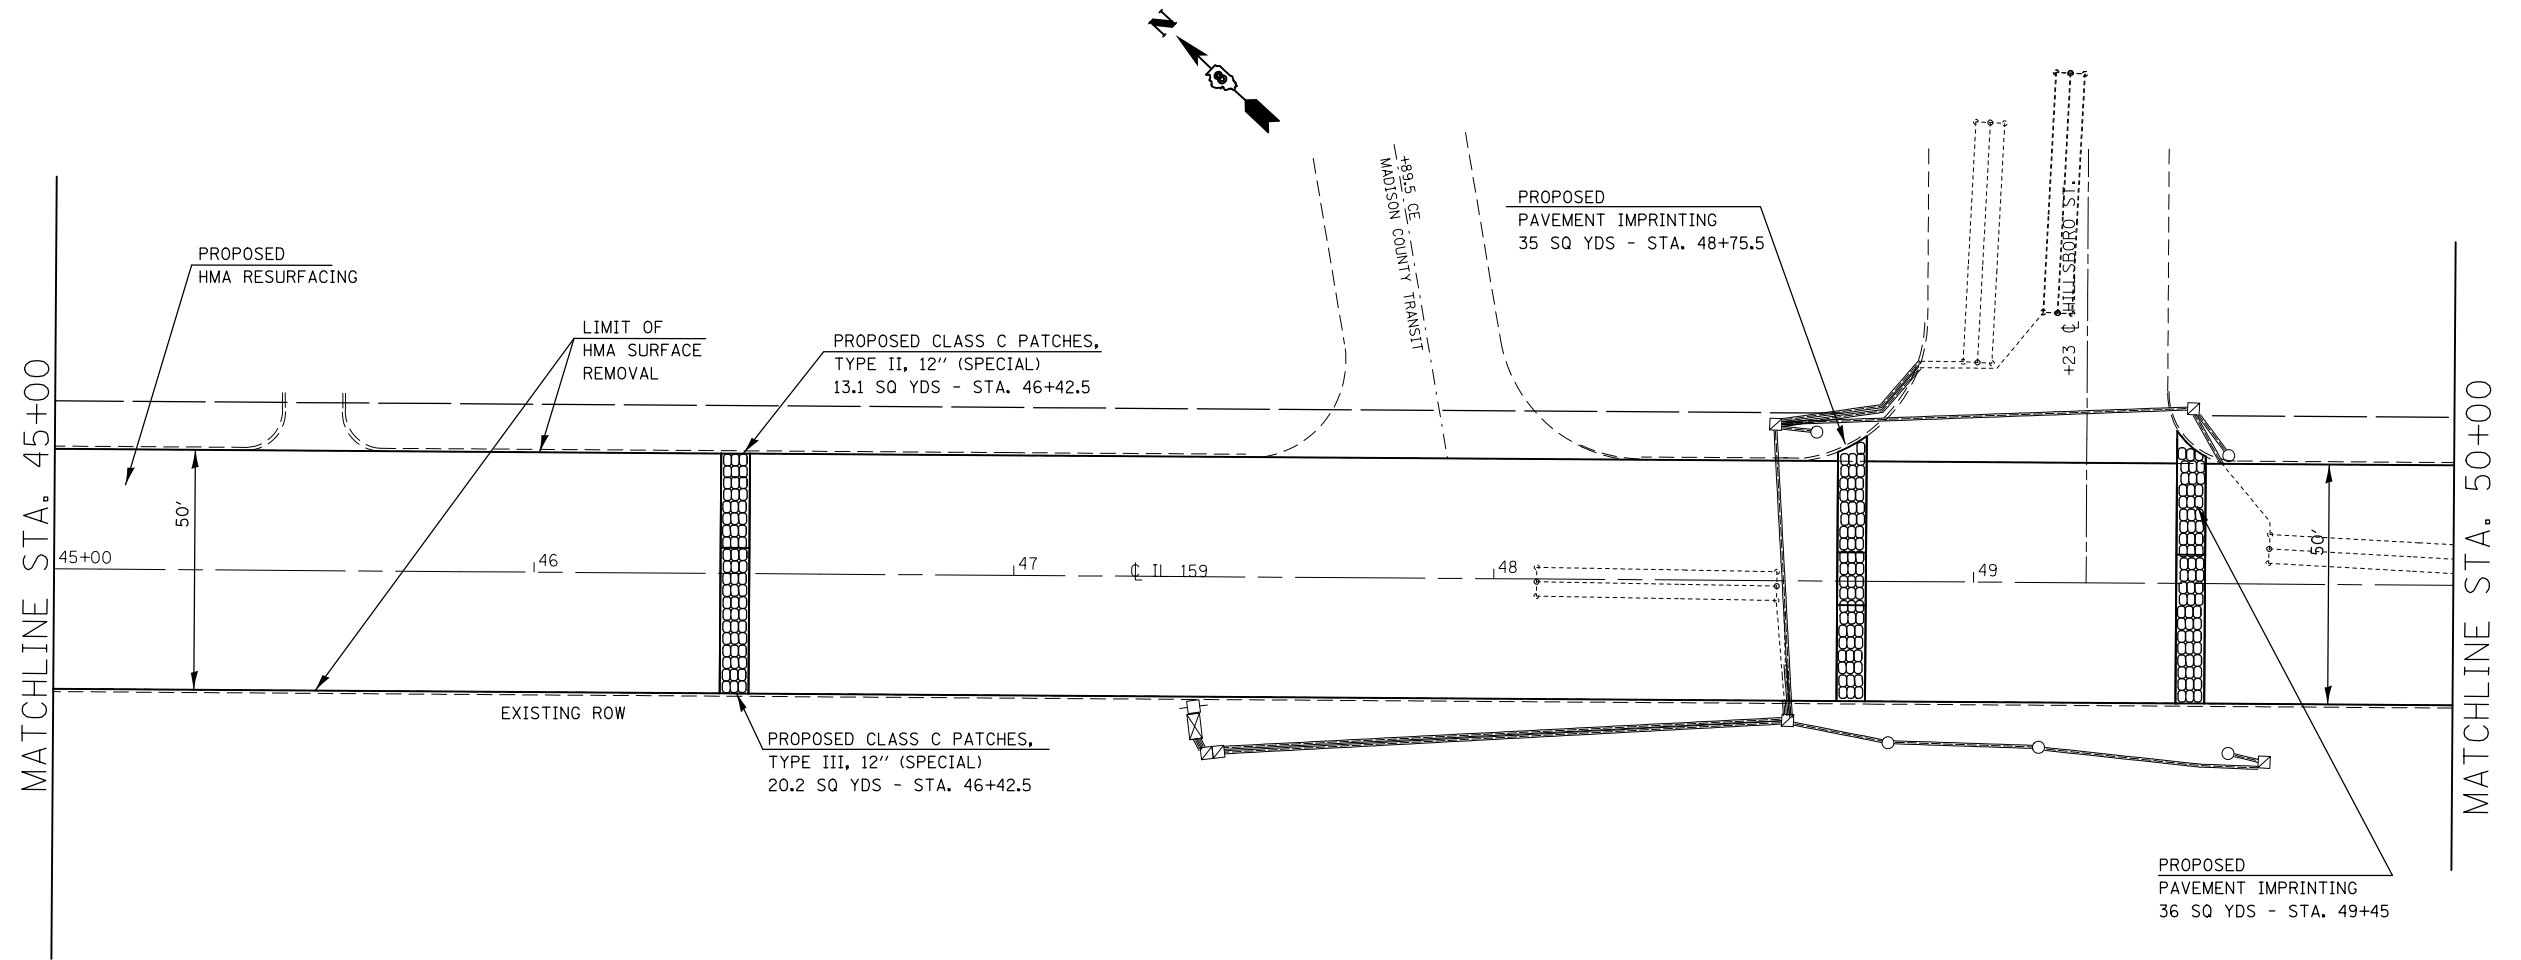 N
+89.5 CE
MADISON COUNTY TRANSIT
PROPOSED
PAVEMENT IMPRINTING
35 SQ YDS - STA. 48+75.5
+23 ℄ HILLSBORO ST.
PROPOSED
HMA RESURFACING
LIMIT OF
HMA SURFACE
REMOVAL
PROPOSED CLASS C PATCHES,
TYPE II, 12" (SPECIAL)
13.1 SQ YDS - STA. 46+42.5
MATCHLINE STA. 45+00
50'
45+00
46
47
℄ IL 159
48
49
50'
MATCHLINE STA. 50+00
EXISTING ROW
PROPOSED CLASS C PATCHES,
TYPE III, 12" (SPECIAL)
20.2 SQ YDS - STA. 46+42.5
PROPOSED
PAVEMENT IMPRINTING
36 SQ YDS - STA. 49+45